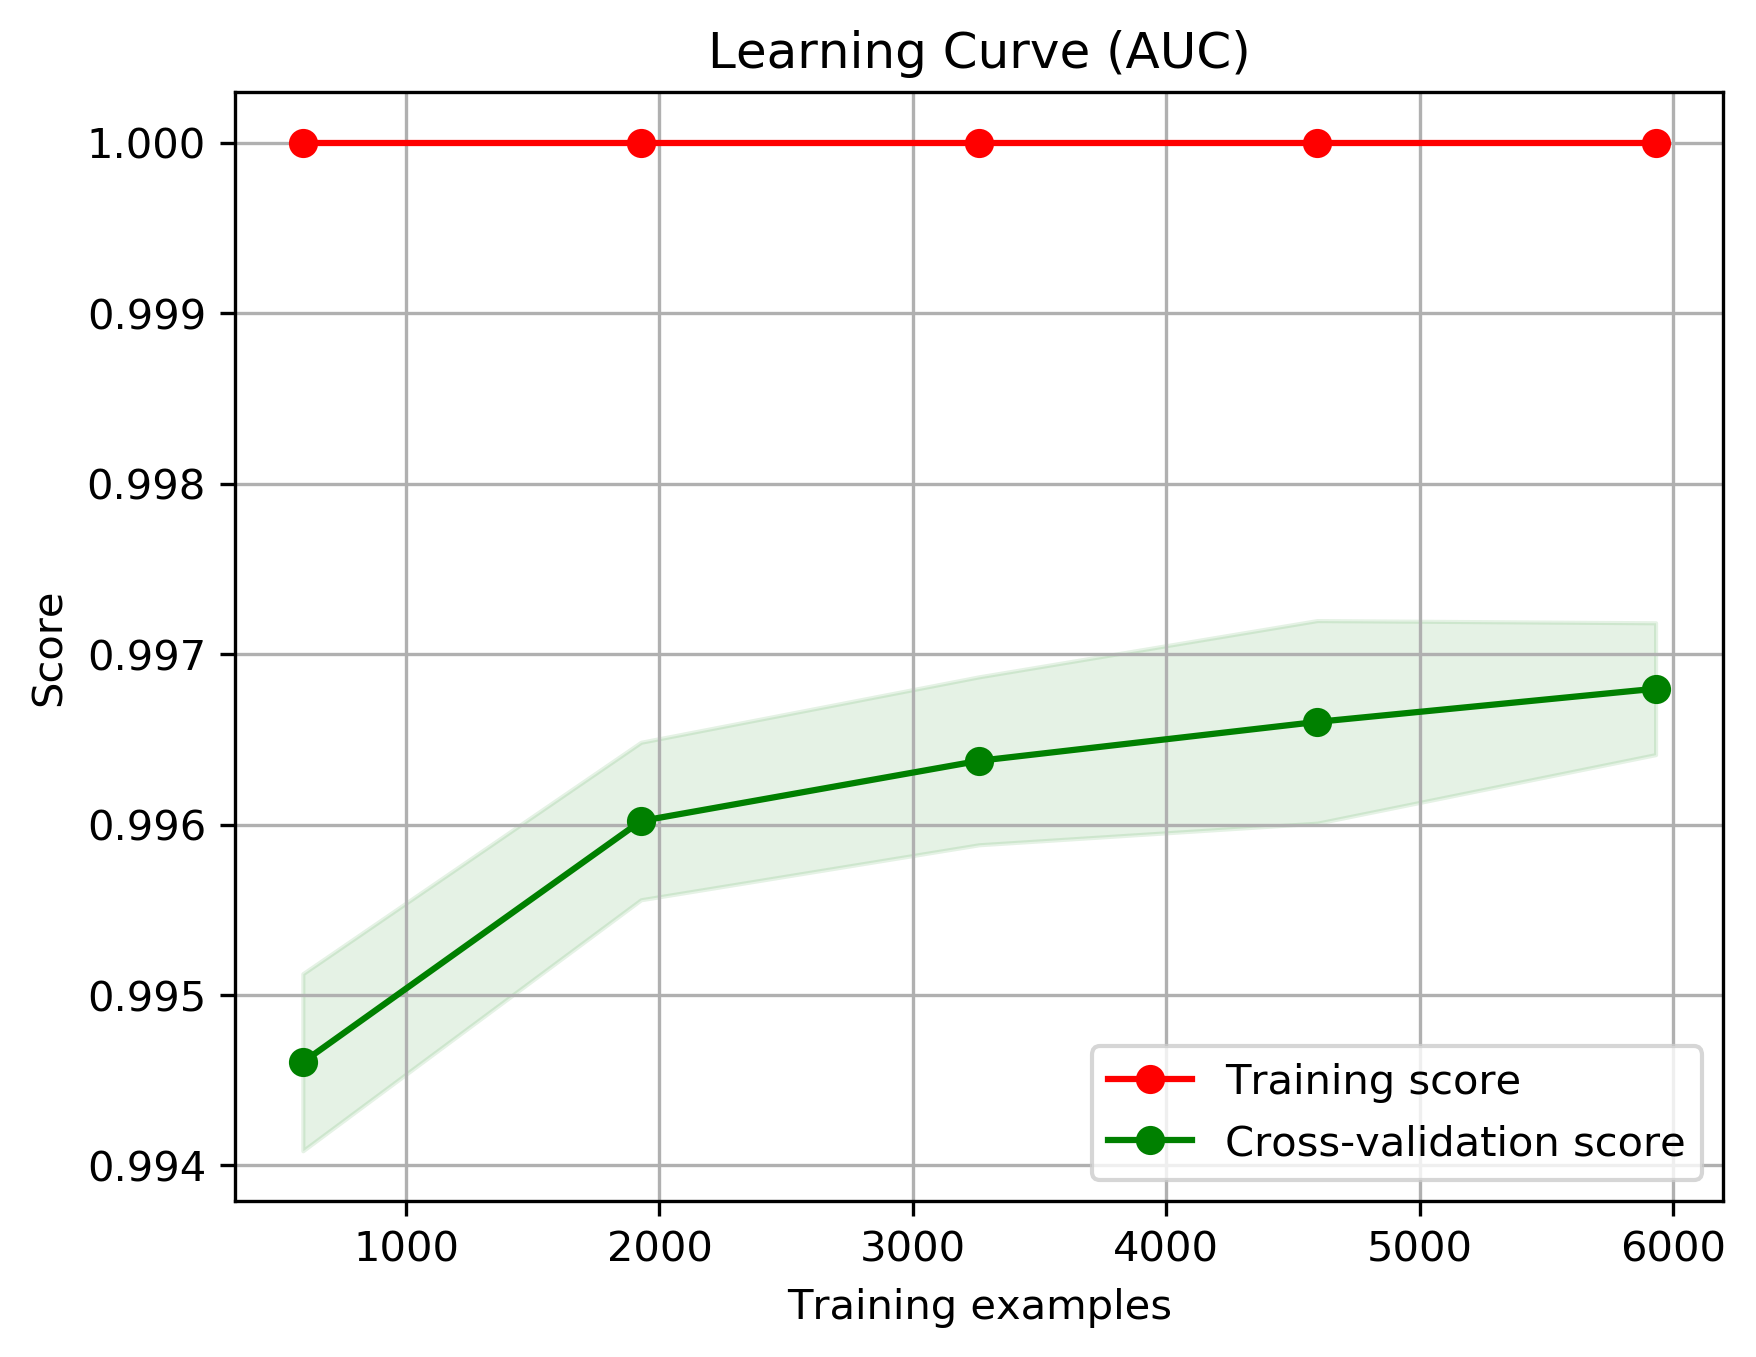 Learning Curve (AUC)
1.000
0.999
0.998
0.997
0.996
0.995
0.994
Score
1000 2000 3000 4000 5000 6000
Training examples
Training score
Cross-validation score